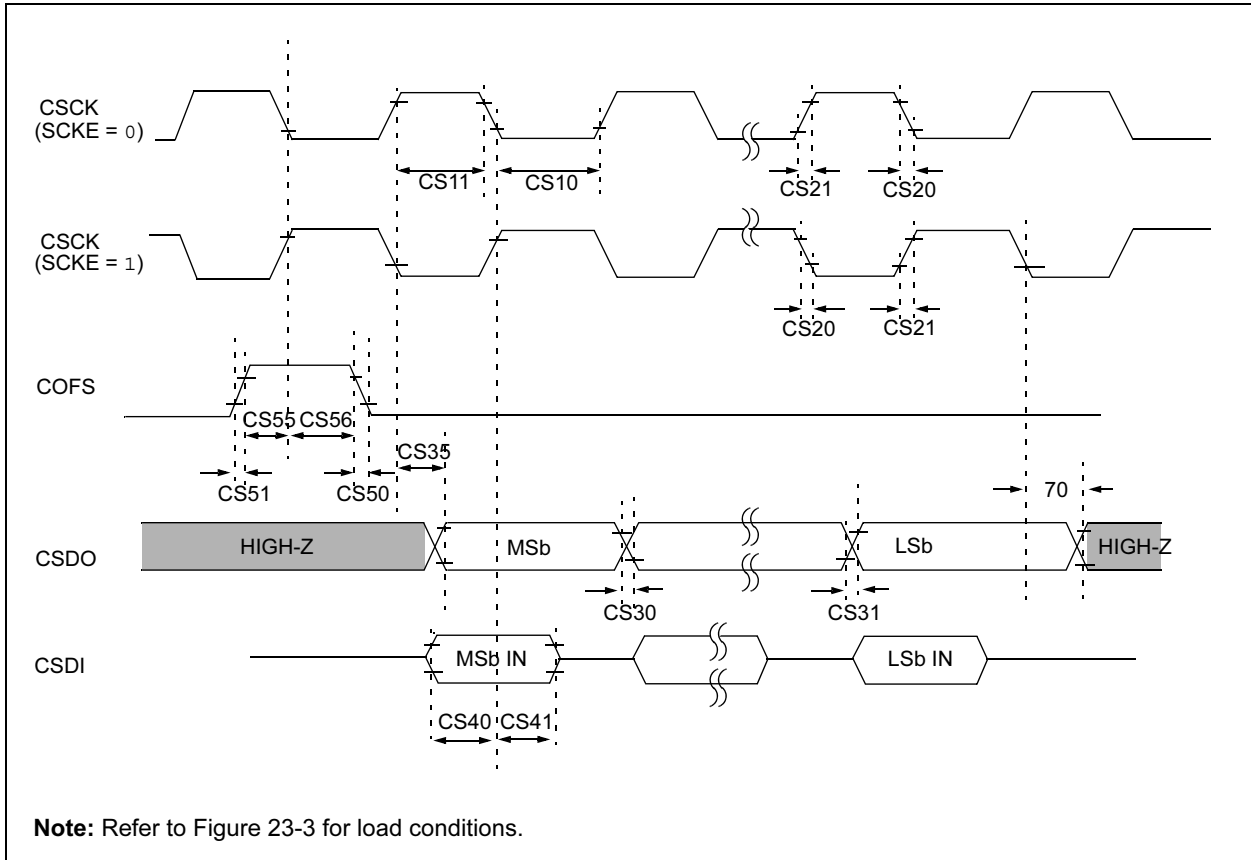 CSCK
(SCKE = 0)
CS11
CS10
CS21
CS20
CSCK
(SCKE = 1)
CS20
CS21
COFS
CS55
CS56
CS35
CS51
CS50
70
CSDO
HIGH-Z
MSb
LSb
HIGH-Z
CS30
CS31
CSDI
MSb IN
LSb IN
CS40
CS41
Note: Refer to Figure 23-3 for load conditions.